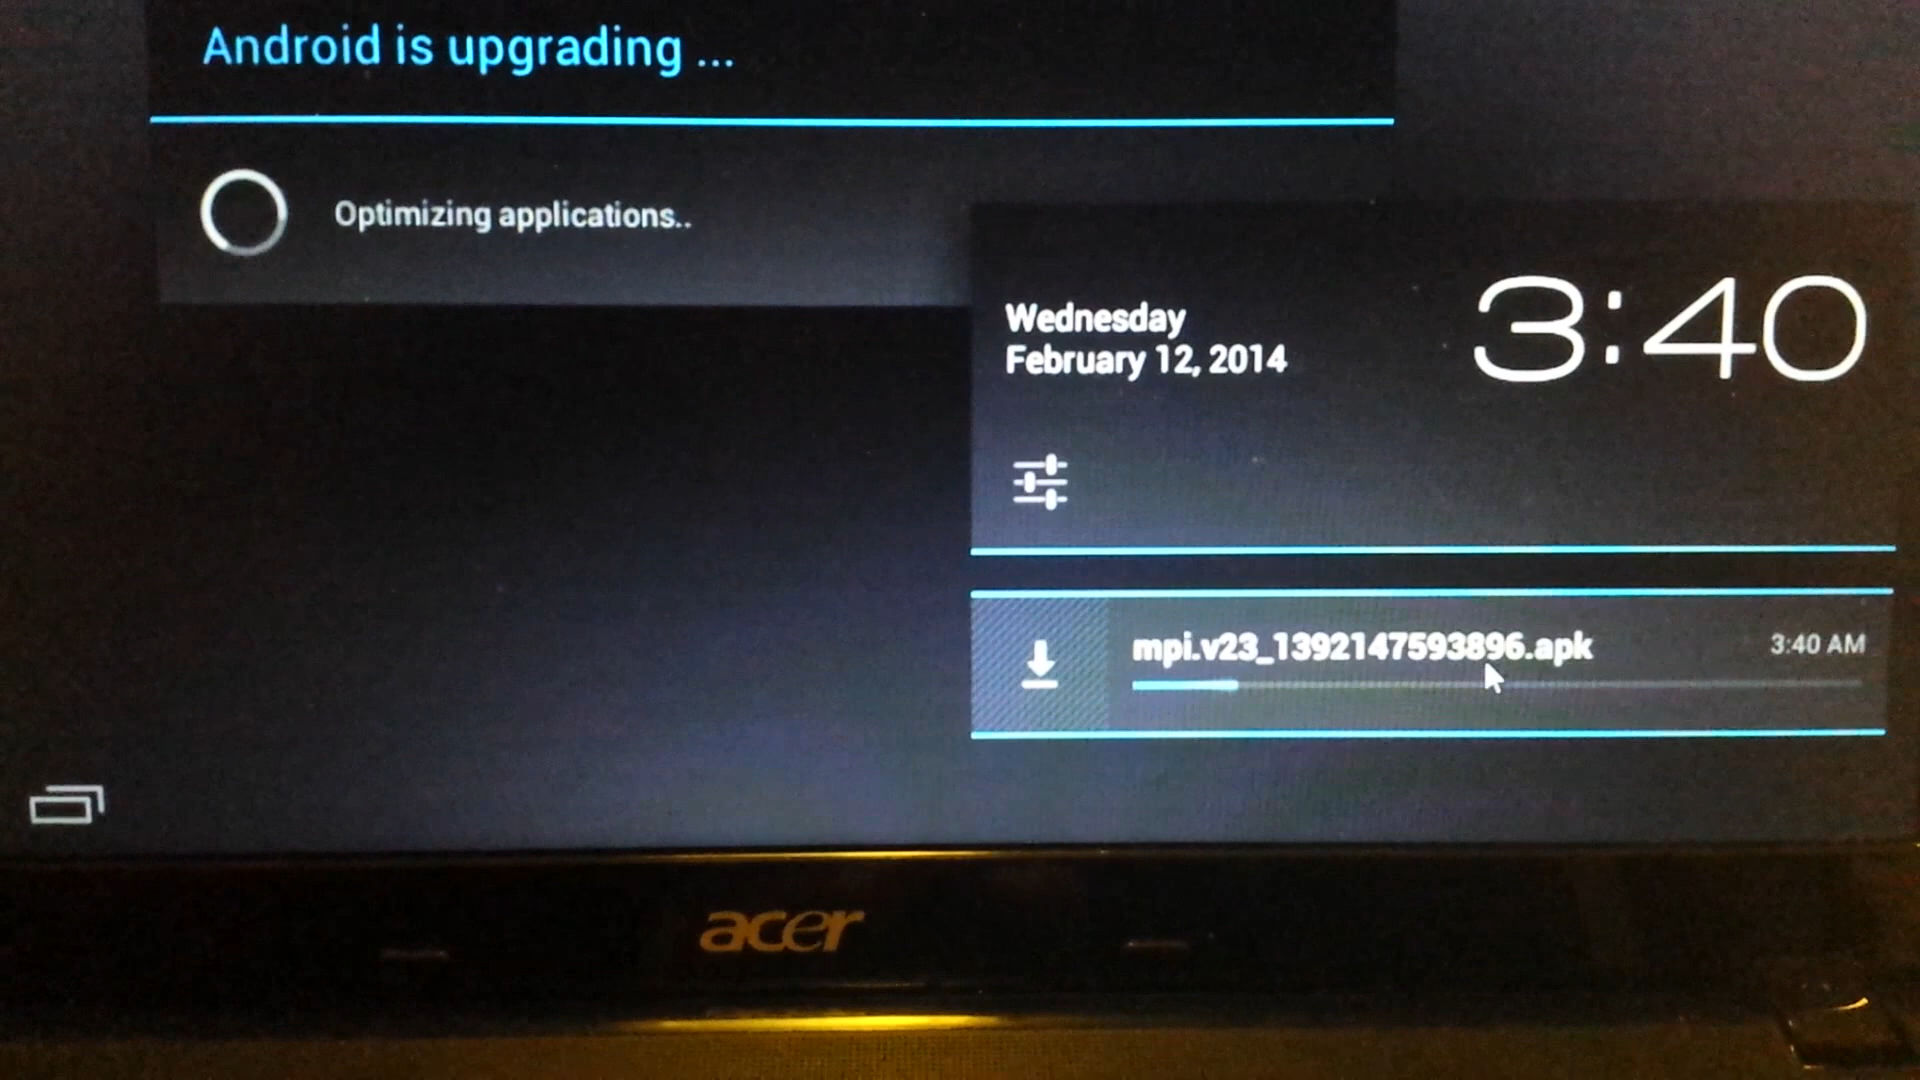 Android is upgrading ...
Optimizing applications..
Wednesday
February 12, 2014
3:40
mpi.v23_1392147593896.apk
3:40 AM
acer